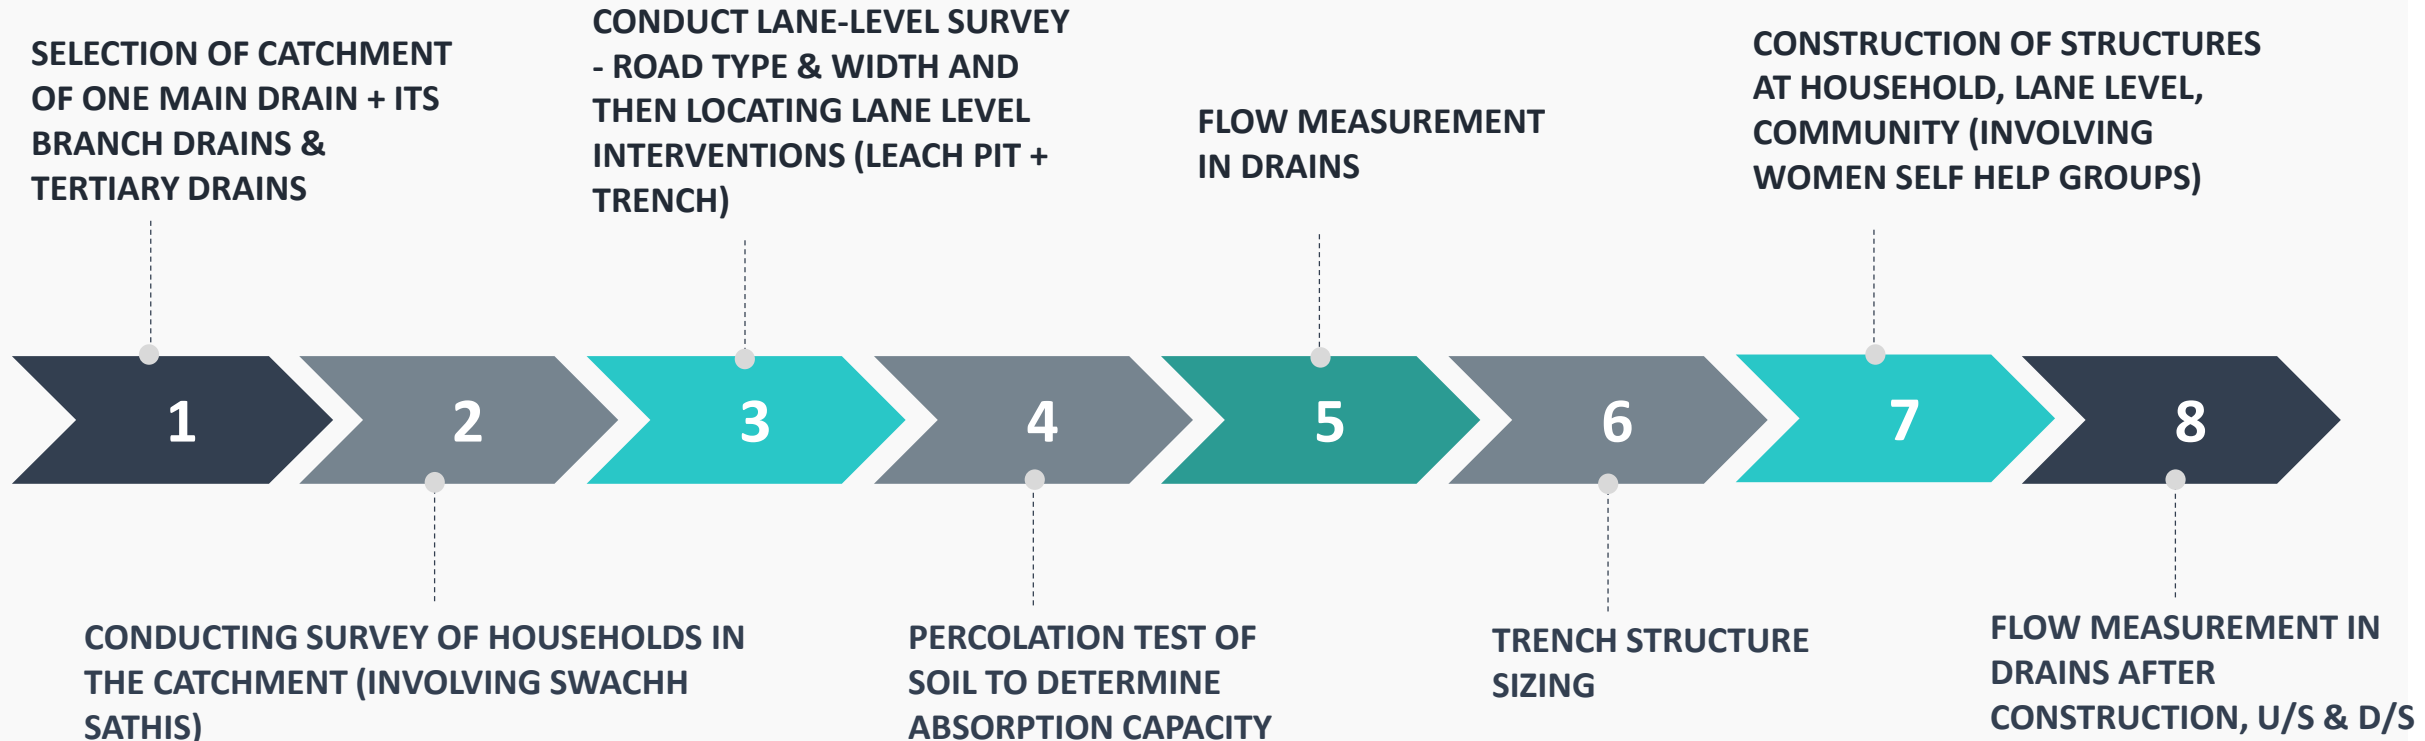 SELECTION OF CATCHMENT
OF ONE MAIN DRAIN + ITS
BRANCH DRAINS &
TERTIARY DRAINS
CONDUCT LANE-LEVEL SURVEY
- ROAD TYPE & WIDTH AND
THEN LOCATING LANE LEVEL
INTERVENTIONS (LEACH PIT +
TRENCH)
FLOW MEASUREMENT
IN DRAINS
CONSTRUCTION OF STRUCTURES
AT HOUSEHOLD, LANE LEVEL,
COMMUNITY (INVOLVING
WOMEN SELF HELP GROUPS)
1
2
3
4
5
6
7
8
CONDUCTING SURVEY OF HOUSEHOLDS IN
THE CATCHMENT (INVOLVING SWACHH
SATHIS)
PERCOLATION TEST OF
SOIL TO DETERMINE
ABSORPTION CAPACITY
TRENCH STRUCTURE
SIZING
FLOW MEASUREMENT IN
DRAINS AFTER
CONSTRUCTION, U/S & D/S